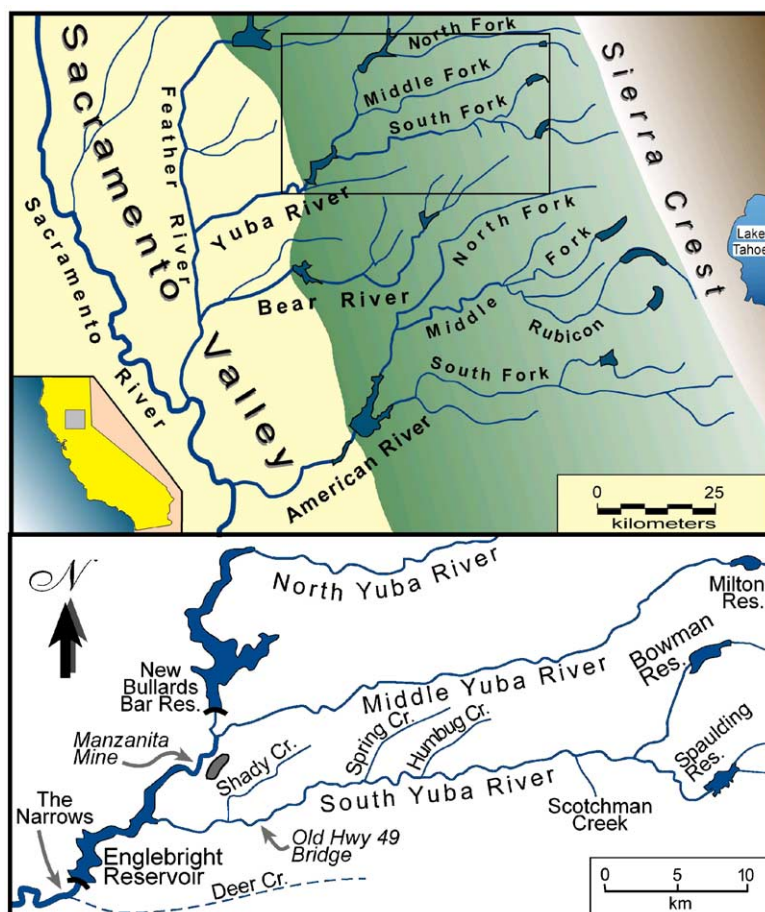 North Fork
Middle Fork
South Fork
Sierra Crest
Sacramento
Valley
Feather River
Sacramento
River
Yuba River
Bear River
North Fork
Middle
Fork
Rubicon
South Fork
American River
Lake
Tahoe
0 25
kilometers
N
North Yuba River
Milton
Res.
Bowman
Res.
New
Bullards
Bar Res.
Middle Yuba River
Manzanita
Mine
Shady Cr.
Spring Cr.
Humbug Cr.
Spaulding
Res.
South Yuba River
The
Narrows
Scotchman
Creek
Old Hwy 49
Bridge
Englebright
Reservoir
Deer Cr.
0 5 10
km